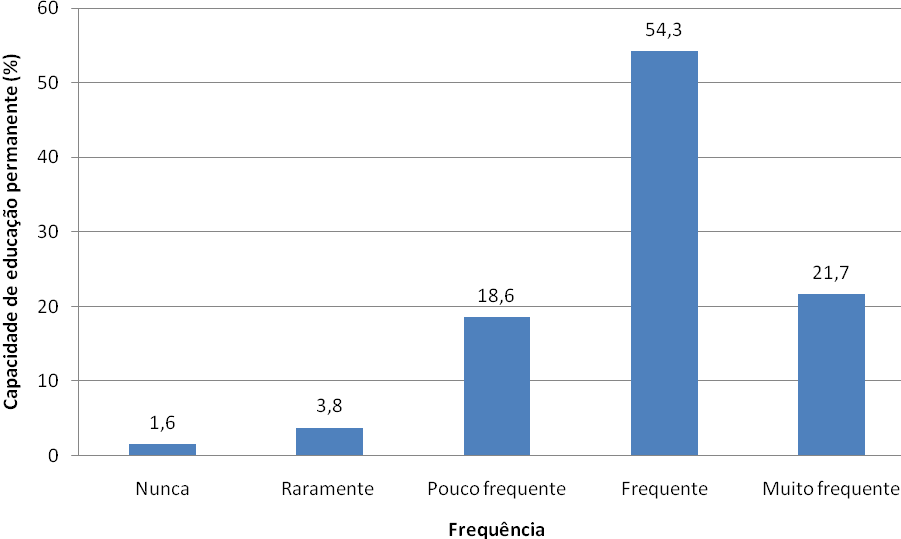 Capacidade de educação permanente (%)
60
50
40
30
20
10
0
1,6
3,8
18,6
54,3
21,7
Nunca
Raramente
Pouco frequente
Frequente
Muito frequente
Frequência